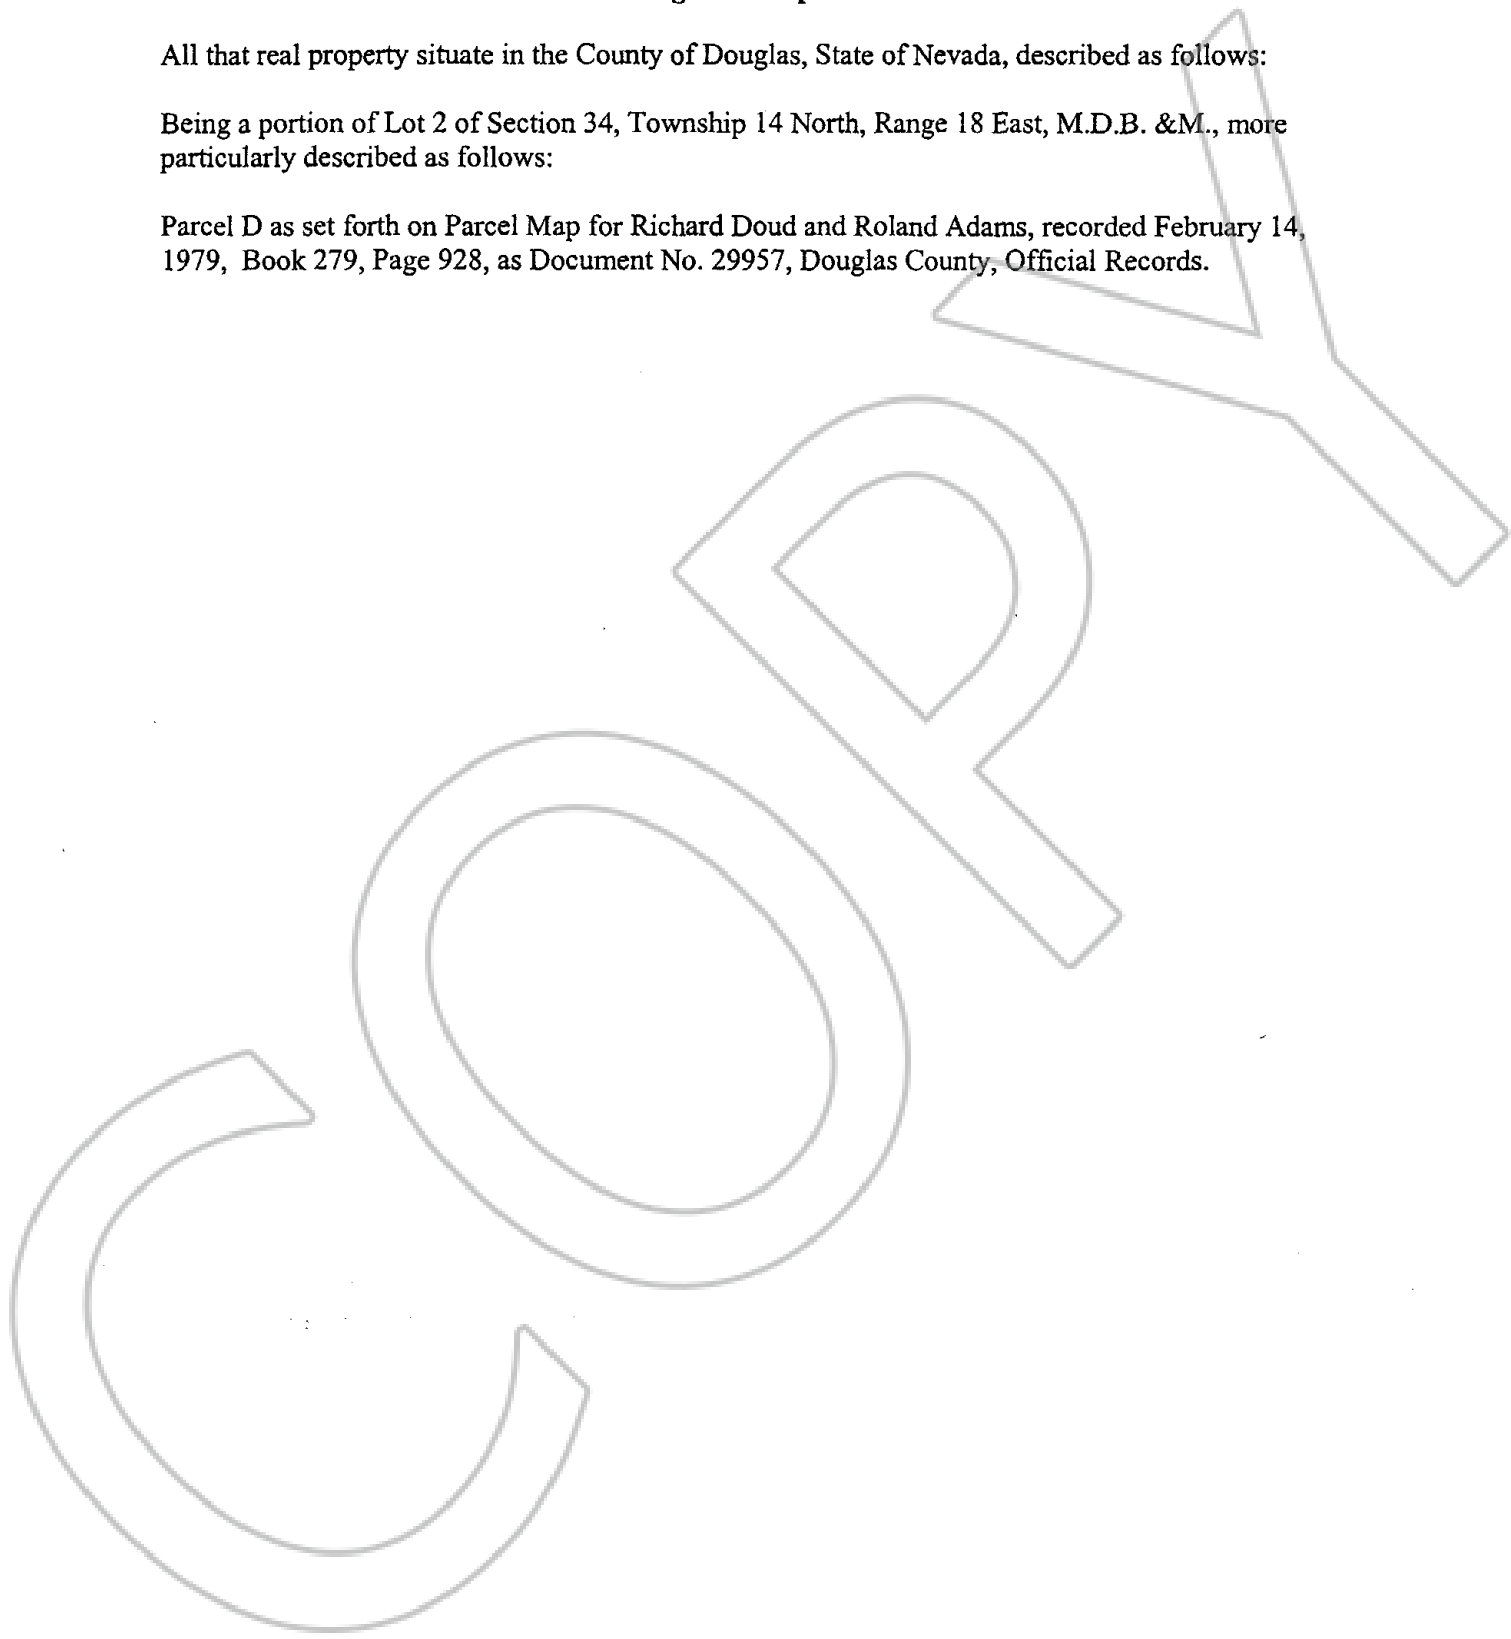 All that real property situate in the County of Douglas, State of Nevada, described as follows:
Being a portion of Lot 2 of Section 34, Township 14 North, Range 18 East, M.D.B. &M., more
particularly described as follows:
Parcel D as set forth on Parcel Map for Richard Doud and Roland Adams, recorded February 14,
1979, Book 279, Page 928, as Document No. 29957, Douglas County, Official Records.
COPY